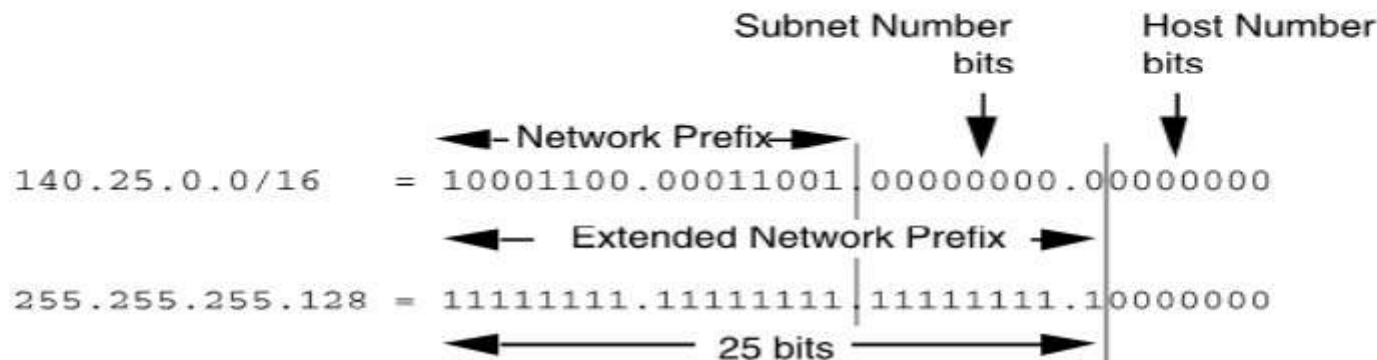 Subnet Number Host Number
bits bits
Network Prefix
140.25.0.0/16 = 10001100.00011001.00000000.00000000
Extended Network Prefix
255.255.255.128 = 11111111.11111111.11111111.10000000
25 bits